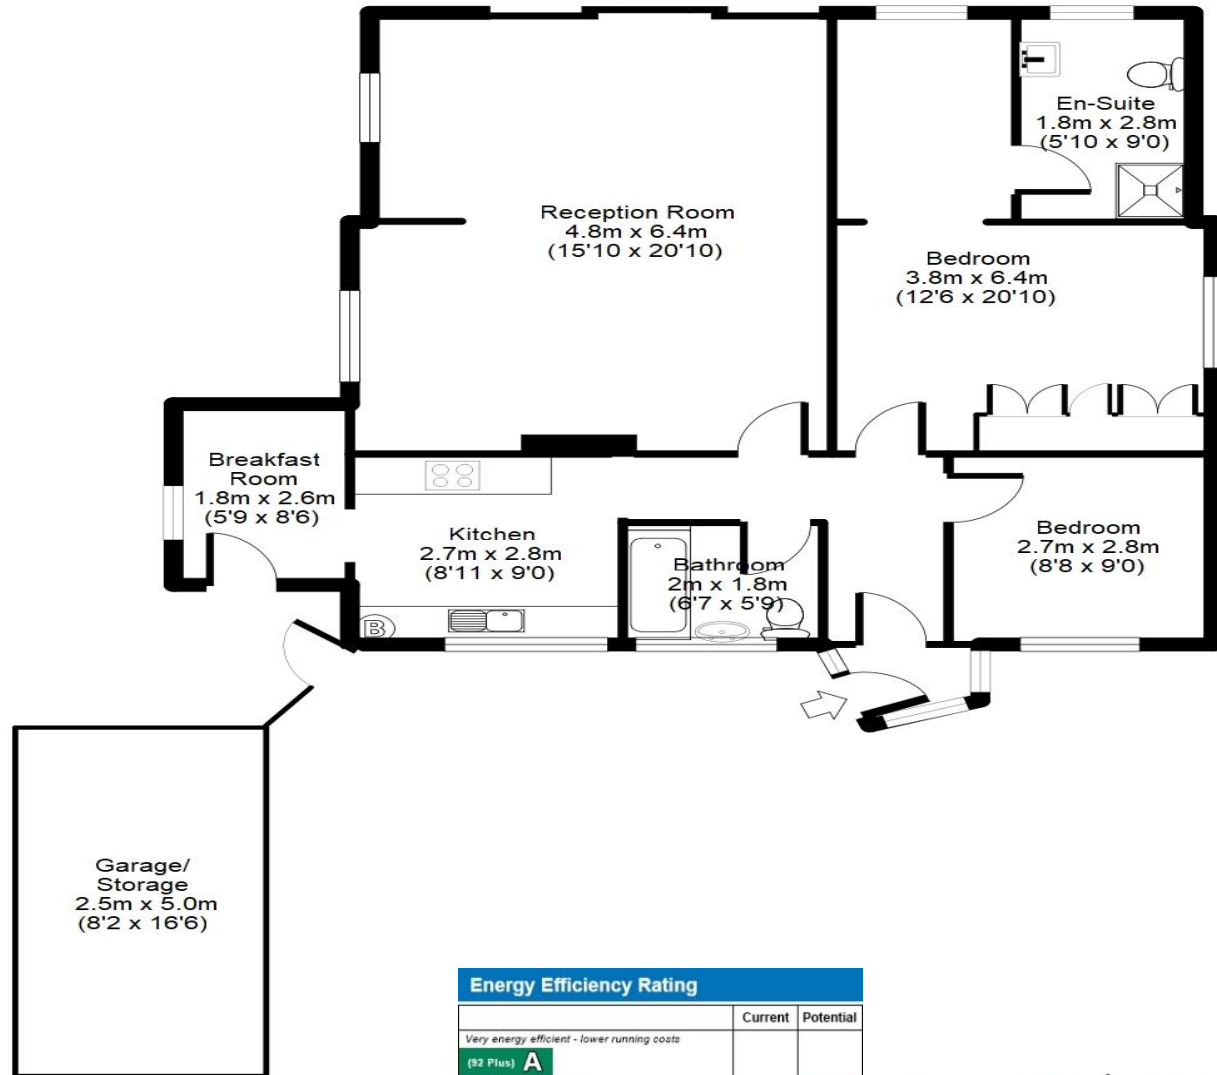 En-Suite
1.8m x 2.8m
(5'10 x 9'0)
Reception Room
4.8m x 6.4m
(15'10 x 20'10)
Bedroom
3.8m x 6.4m
(12'6 x 20'10)
Breakfast
Room
1.8m x 2.6m
(5'9 x 8'6)
Kitchen
2.7m x 2.8m
(8'11 x 9'0)
Bathroom
2m x 1.8m
(6'7 x 5'9)
Bedroom
2.7m x 2.8m
(8'8 x 9'0)
B
Garage/
Storage
2.5m x 5.0m
(8'2 x 16'6)
Energy Efficiency Rating
Current Potential
Very energy efficient - lower running costs
(92 Plus) A